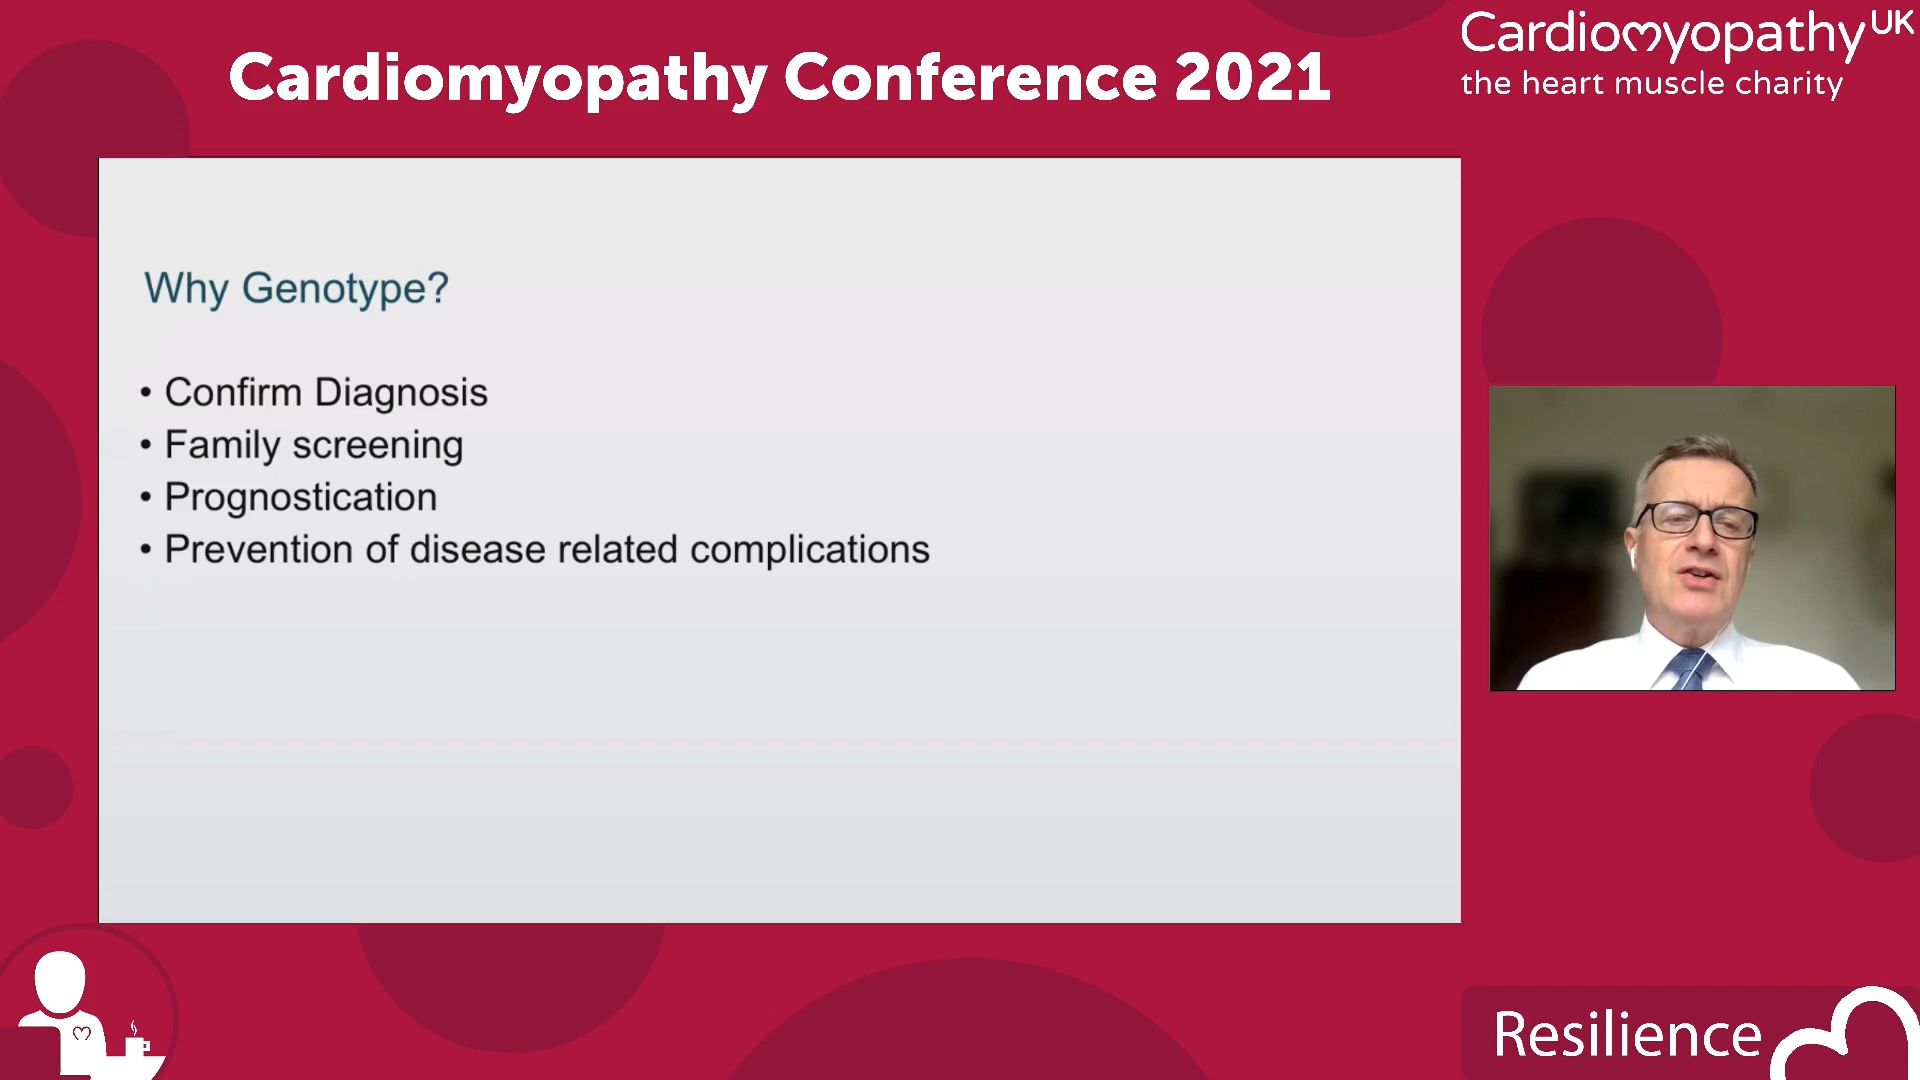 Cardiomyopathy Conference 2021
Cardiomyopathy UK
the heart muscle charity
Why Genotype?
• Confirm Diagnosis
• Family screening
• Prognostication
• Prevention of disease related complications
Resilience